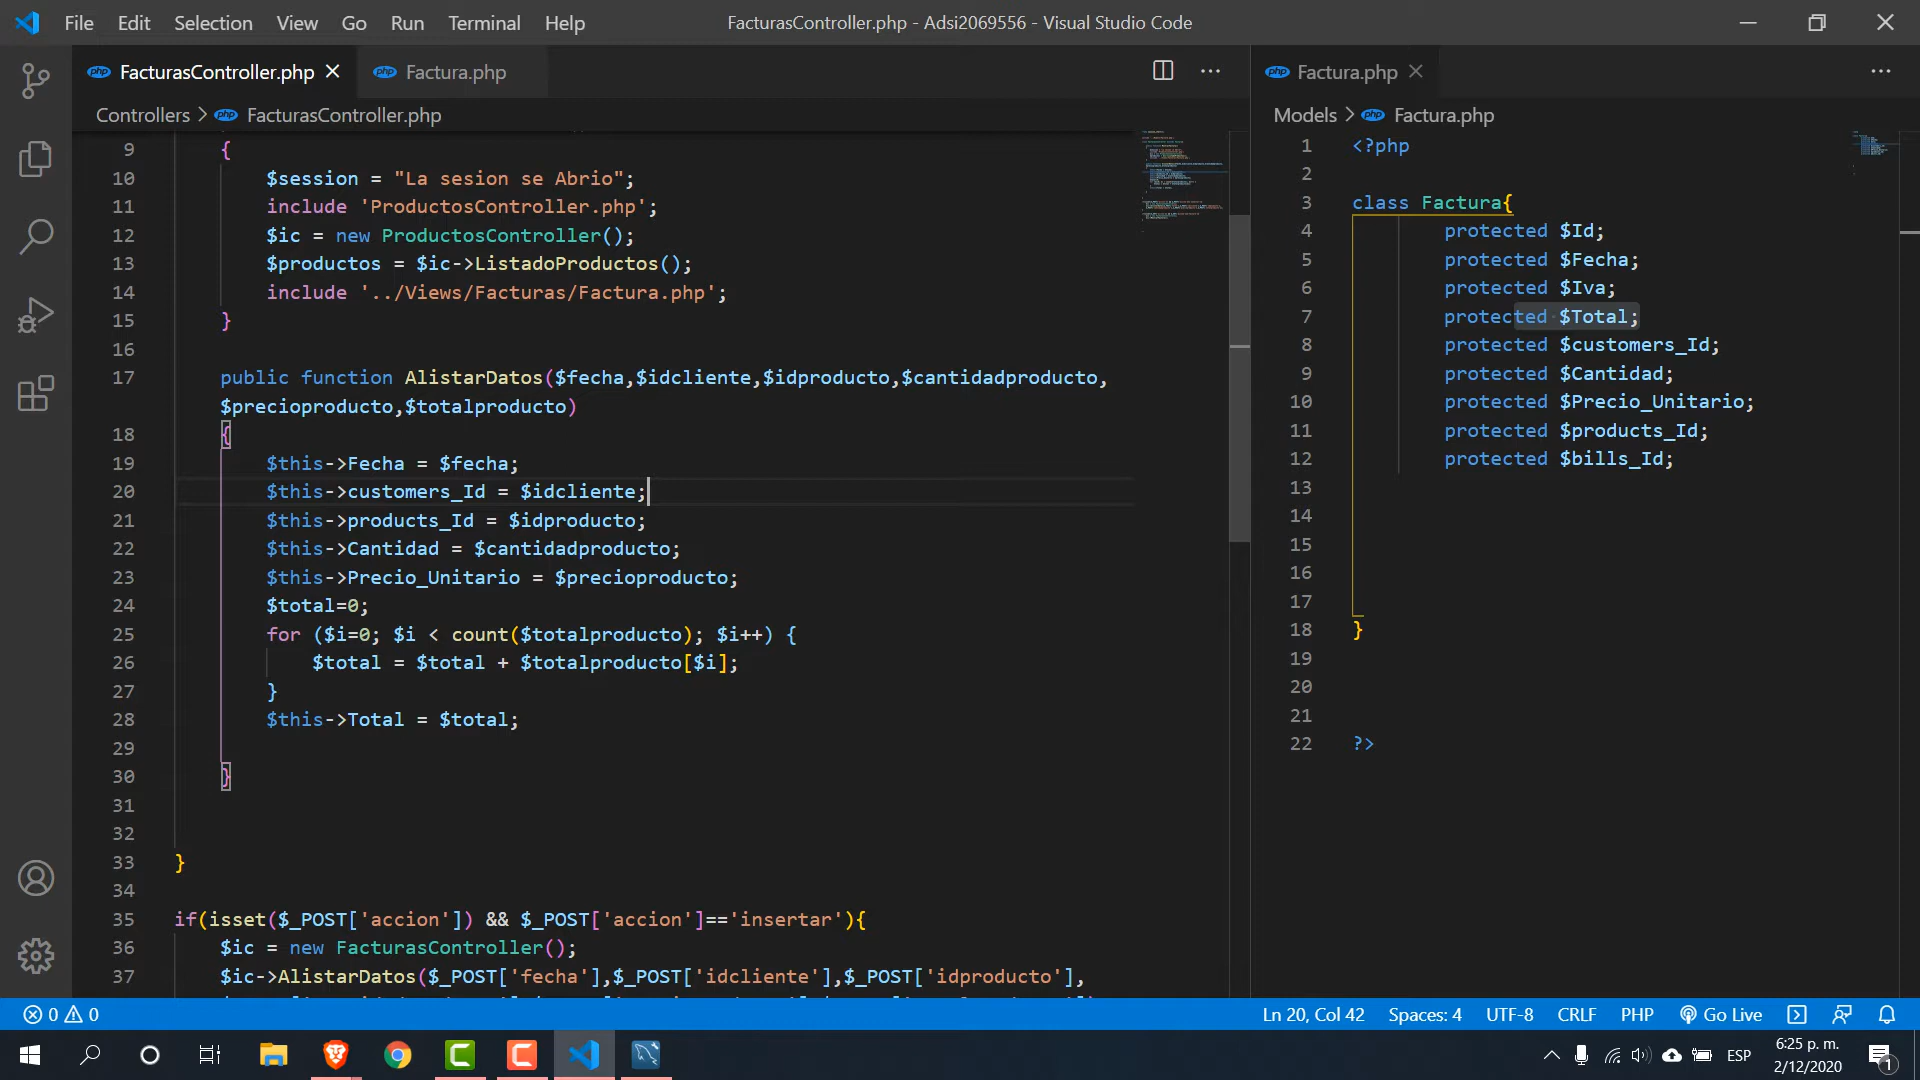 File Edit Selection View Go Run Terminal Help FacturasController.php - Adsi2069556 - Visual Studio Code
php FacturasController.php php Factura.php
Controllers > php FacturasController.php
9 {
10 $session = "La sesion se Abrio";
11 include 'ProductosController.php';
12 $ic = new ProductosController();
13 $productos = $ic->ListadoProductos();
14 include '../Views/Facturas/Factura.php';
15 }
16
17 public function AlistarDatos($fecha,$idcliente,$idproducto,$cantidadproducto,
$precioproducto,$totalproducto)
18 {
19 $this->Fecha = $fecha;
20 $this->customers_Id = $idcliente;
21 $this->products_Id = $idproducto;
22 $this->Cantidad = $cantidadproducto;
23 $this->Precio_Unitario = $precioproducto;
24 $total=0;
25 for ($i=0; $i < count($totalproducto); $i++) {
26 $total = $total + $totalproducto[$i];
27 }
28 $this->Total = $total;
29
30 }
31
32
33 }
34
35 if(isset($_POST['accion']) && $_POST['accion']=='insertar'){
36 $ic = new FacturasController();
37 $ic->AlistarDatos($_POST['fecha'],$_POST['idcliente'],$_POST['idproducto'],
php Factura.php
Models > php Factura.php
1 <?php
2
3 class Factura{
4 protected $Id;
5 protected $Fecha;
6 protected $Iva;
7 protected $Total;
8 protected $customers_Id;
9 protected $Cantidad;
10 protected $Precio_Unitario;
11 protected $products_Id;
12 protected $bills_Id;
13
14
15
16
17
18 }
19
20
21
22 ?>
0 0 Ln 20, Col 42 Spaces: 4 UTF-8 CRLF PHP Go Live
ESP 6:25 p. m.
2/12/2020 1